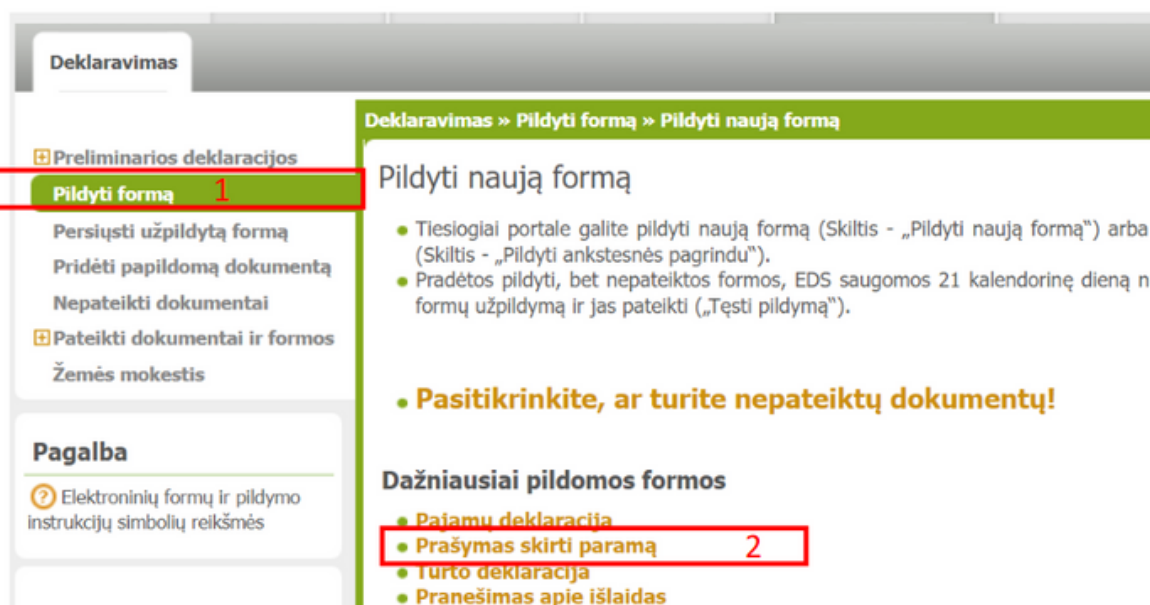 Deklaravimas
Preliminarios deklaracijos
Pildyti formą 1
Persiųsti užpildytą formą
Pridėti papildomą dokumentą
Nepateikti dokumentai
Pateikti dokumentai ir formos
Žemės mokestis
Pagalba
Elektroninių formų ir pildymo
instrukcijų simbolių reikšmės
Deklaravimas » Pildyti formą » Pildyti naują formą
Pildyti naują formą
• Tiesiogiai portale galite pildyti naują formą (Skiltis - „Pildyti naują formą“) arba
(Skiltis - „Pildyti ankstesnės pagrindu“).
• Pradėtos pildyti, bet nepateiktos formos, EDS saugomos 21 kalendorinę dieną n
formų užpildymą ir jas pateikti („Tęsti pildymą“).
• Pasitikrinkite, ar turite nepateiktų dokumentų!
Dažniausiai pildomos formos
• Pajamų deklaracija
• Prašymas skirti paramą 2
• Turto deklaracija
• Pranešimas apie išlaidas